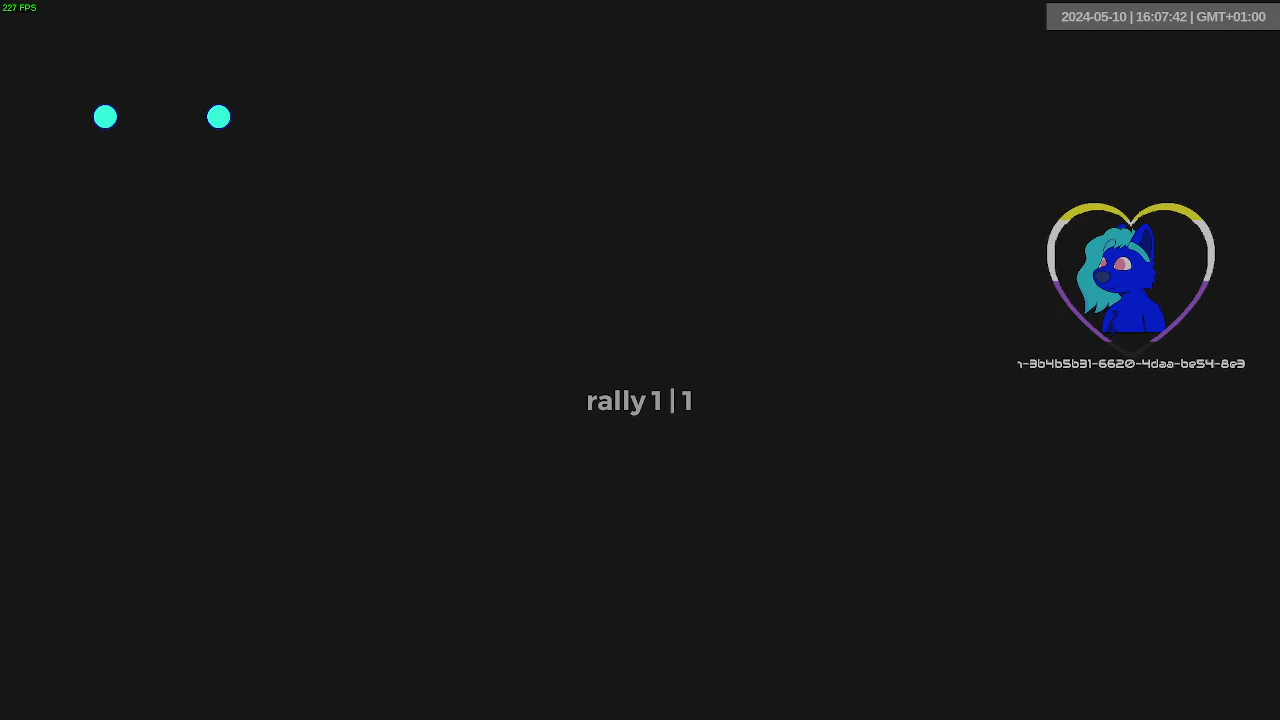 227 FPS
2024-05-10 | 16:07:42 | GMT+01:00
-3b4b5b31-6620-4daa-be54-8e3
rally 1 | 1